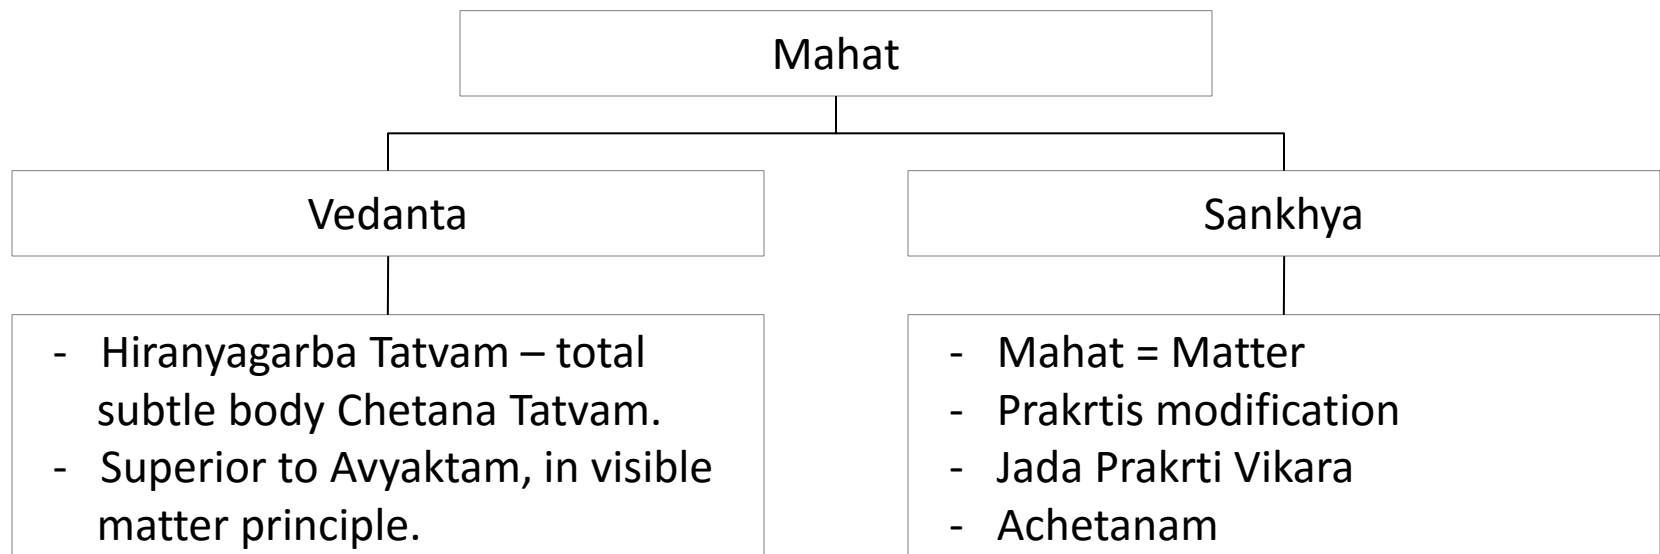 Mahat
Vedanta
Sankhya
- Hiranyagarba Tatvam – total
subtle body Chetana Tatvam.
- Superior to Avyaktam, in visible
matter principle.
- Mahat = Matter
- Prakrtis modification
- Jada Prakrti Vikara
- Achetanam